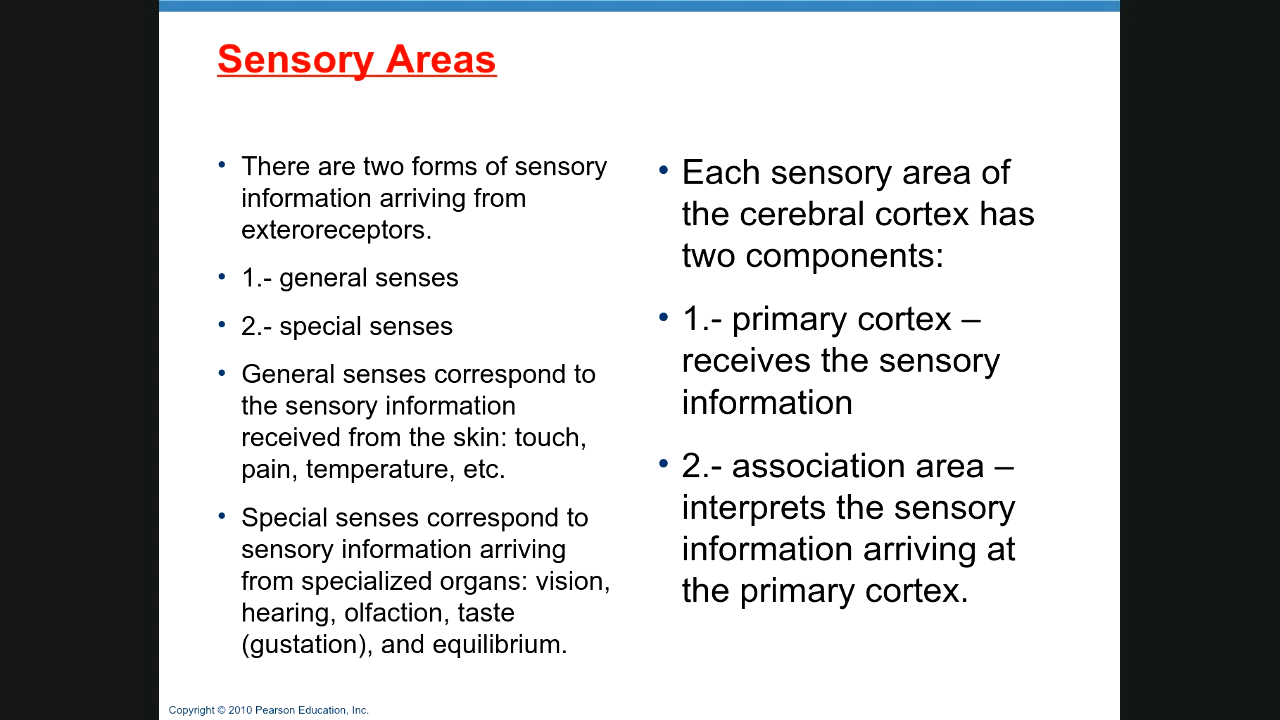 Sensory Areas
• There are two forms of sensory
information arriving from
exteroreceptors.
• 1.- general senses
• 2.- special senses
• General senses correspond to
the sensory information
received from the skin: touch,
pain, temperature, etc.
• Special senses correspond to
sensory information arriving
from specialized organs: vision,
hearing, olfaction, taste
(gustation), and equilibrium.
• Each sensory area of
the cerebral cortex has
two components:
• 1.- primary cortex –
receives the sensory
information
• 2.- association area –
interprets the sensory
information arriving at
the primary cortex.
Copyright © 2010 Pearson Education, Inc.